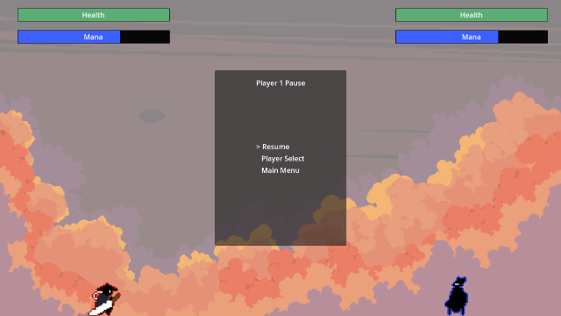 Health
Health
Mana
Mana
Player 1 Pause
> Resume
Player Select
Main Menu